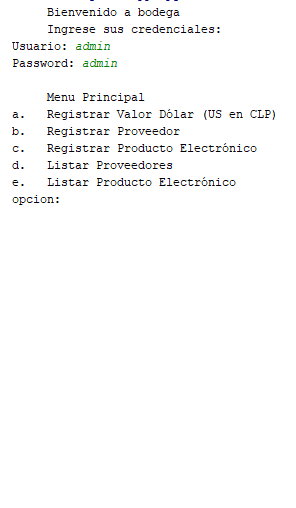 Bienvenido a bodega
Ingrese sus credenciales:
Usuario: admin
Password: admin
Menu Principal
a. Registrar Valor Dólar (US en CLP)
b. Registrar Proveedor
c. Registrar Producto Electrónico
d. Listar Proveedores
e. Listar Producto Electrónico
opcion: